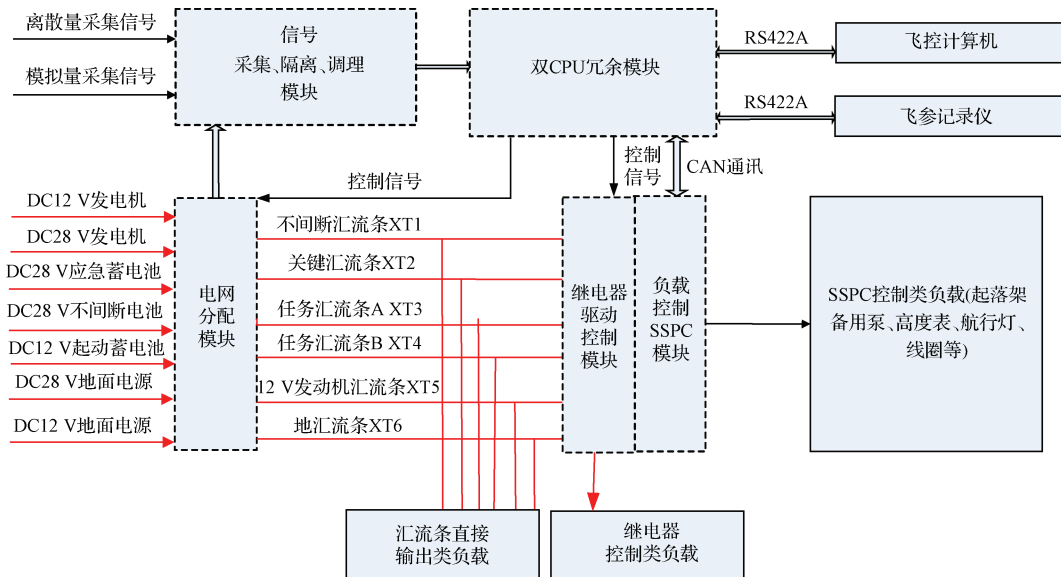 离散量采集信号
模拟量采集信号
信号
采集、隔离、调理
模块
双CPU冗余模块
RS422A
飞控计算机
RS422A
飞参记录仪
控制信号
控制
信号
CAN通讯
DC12 V发电机
DC28 V发电机
DC28 V应急蓄电池
DC28 V不间断电池
DC12 V起动蓄电池
DC28 V地面电源
DC12 V地面电源
电网
分配
模块
不间断汇流条XT1
关键汇流条XT2
任务汇流条A XT3
任务汇流条B XT4
12 V发动机汇流条XT5
地汇流条XT6
继电器
驱动
控制
模块
负载
控制
SSPC
模块
SSPC控制类负载(起落架
备用泵、高度表、航行灯、
线圈等)
汇流条直接
输出类负载
继电器
控制类负载